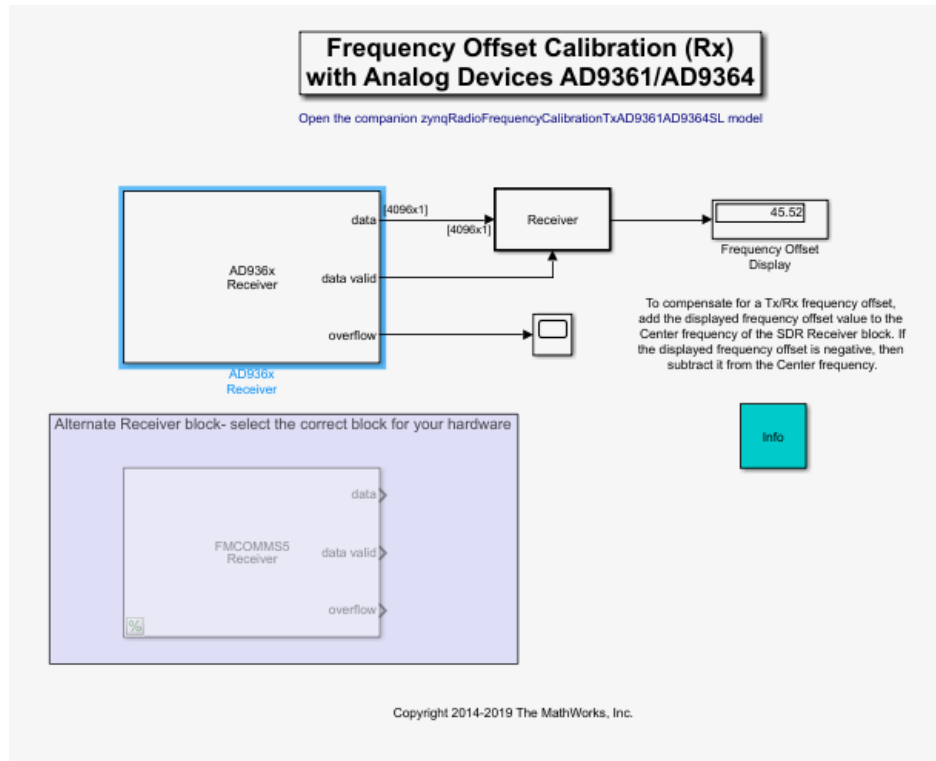 Frequency Offset Calibration (Rx)
with Analog Devices AD9361/AD9364
Open the companion zynqRadioFrequencyCalibrationTxAD9361AD9364SL model
data
[4096x1]
[4096x1]
Receiver
45.52
Frequency Offset
Display
AD936x
Receiver
data valid
overflow
AD936x
Receiver
To compensate for a Tx/Rx frequency offset,
add the displayed frequency offset value to the
Center frequency of the SDR Receiver block. If
the displayed frequency offset is negative, then
subtract it from the Center frequency.
Info
Alternate Receiver block- select the correct block for your hardware
data
FMCOMMS5
Receiver
data valid
overflow
%
Copyright 2014-2019 The MathWorks, Inc.